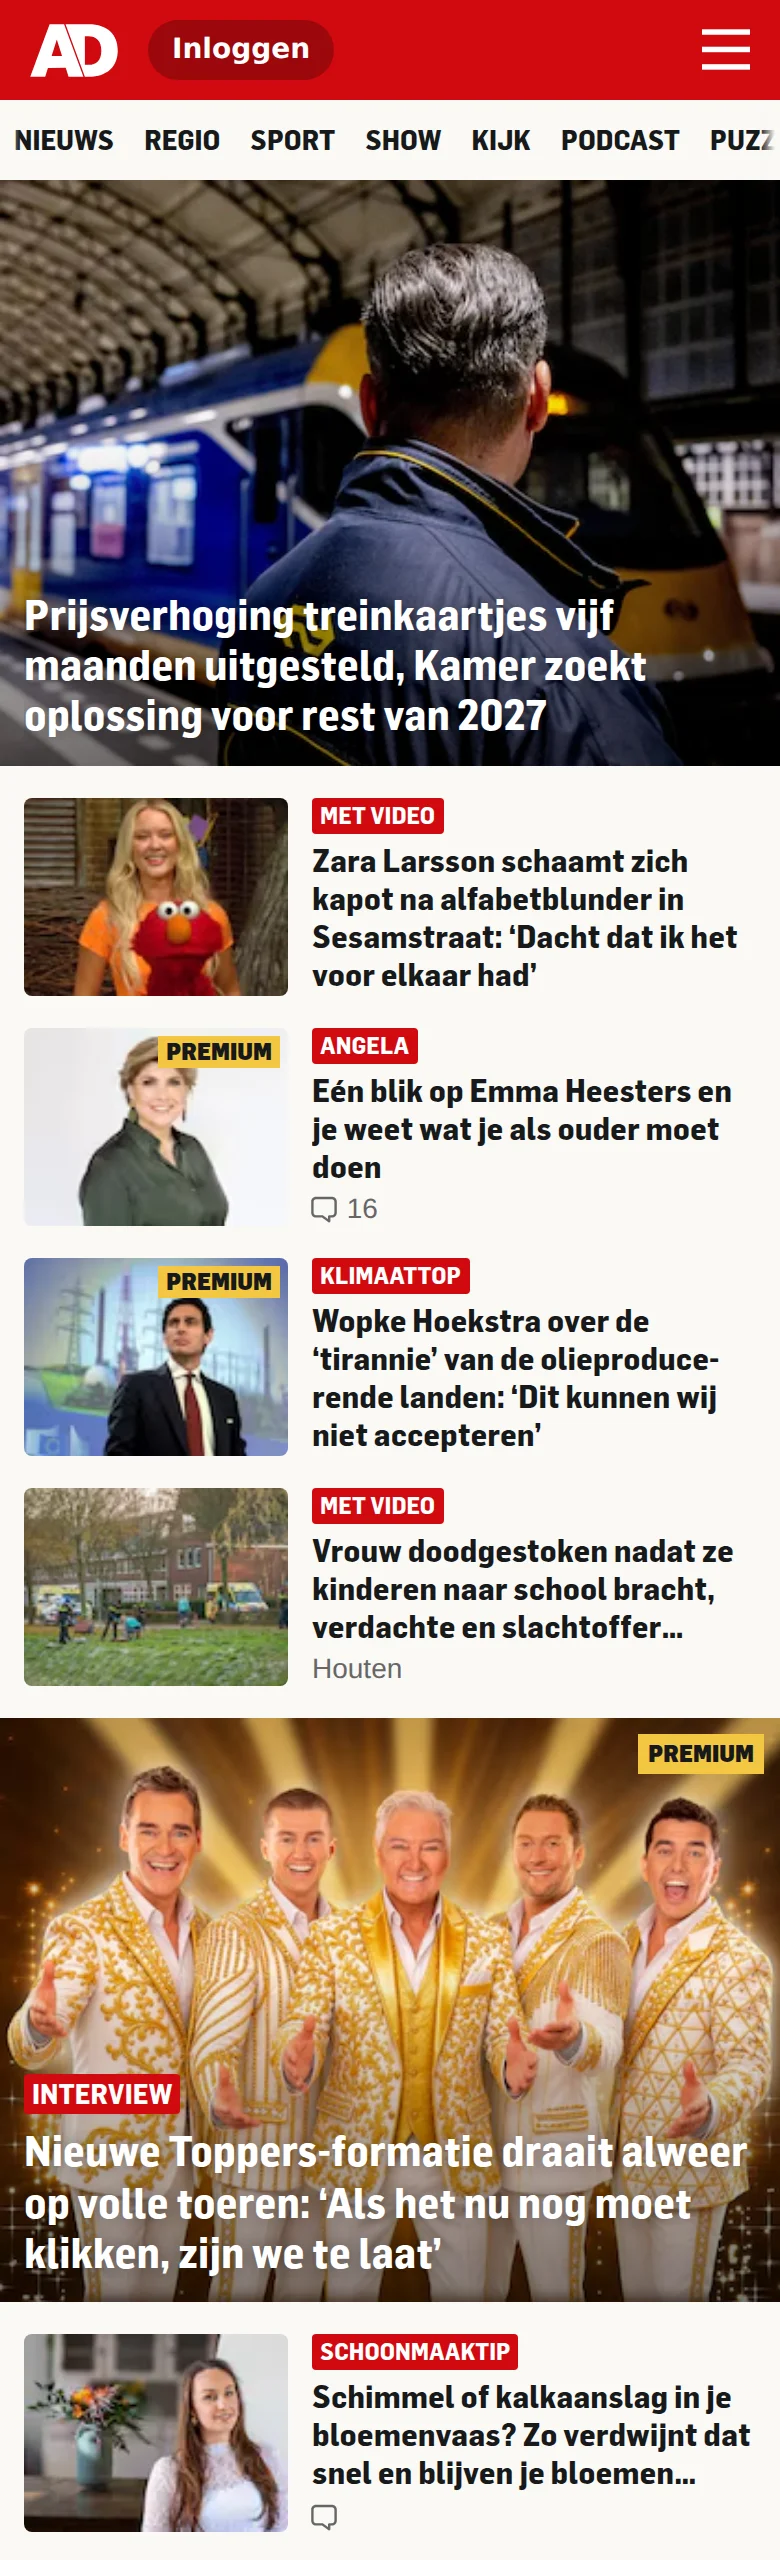 AD
Inloggen
NIEUWS REGIO SPORT SHOW KIJK PODCAST PUZZ
Prijsverhoging treinkaartjes vijf
maanden uitgesteld, Kamer zoekt
oplossing voor rest van 2027
MET VIDEO
Zara Larsson schaamt zich
kapot na alfabetblunder in
Sesamstraat: ‘Dacht dat ik het
voor elkaar had’
PREMIUM
ANGELA
Eén blik op Emma Heesters en
je weet wat je als ouder moet
doen
16
PREMIUM
KLIMAATTOP
Wopke Hoekstra over de
‘tirannie’ van de olieproduce-
rende landen: ‘Dit kunnen wij
niet accepteren’
MET VIDEO
Vrouw doodgestoken nadat ze
kinderen naar school bracht,
verdachte en slachtoffer...
Houten
PREMIUM
INTERVIEW
Nieuwe Toppers-formatie draait alweer
op volle toeren: ‘Als het nu nog moet
klikken, zijn we te laat’
SCHOONMAAKTIP
Schimmel of kalkaanslag in je
bloemenvaas? Zo verdwijnt dat
snel en blijven je bloemen...